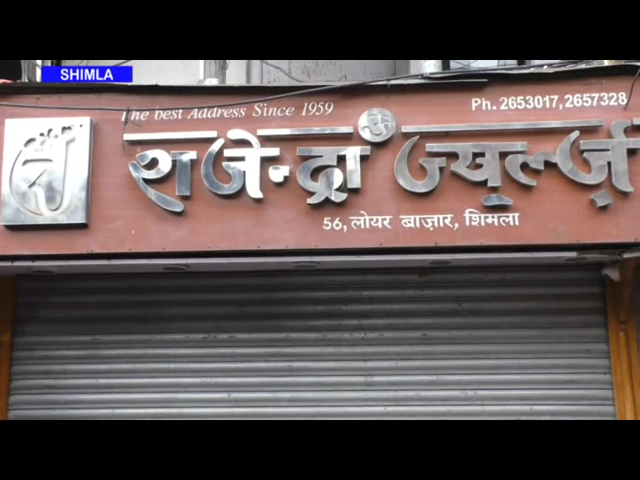 SHIMLA
The best Address Since 1959
Ph. 2653017,2657328
राजेन्द्रा ज्यूलर्ज़
56, लोयर बाज़ार, शिमला